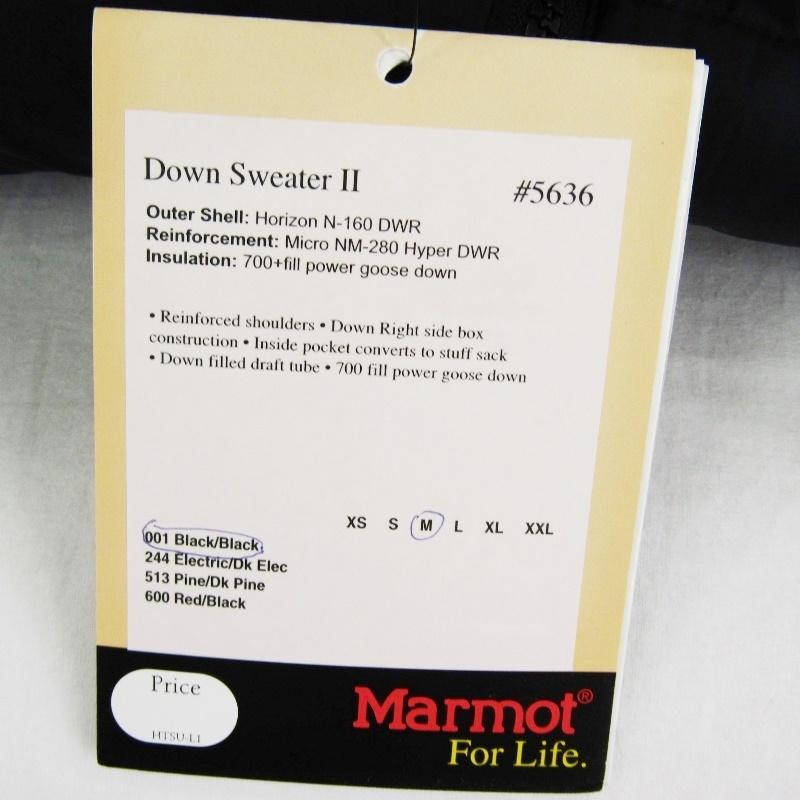 Down Sweater II
#5636
Outer Shell: Horizon N-160 DWR
Reinforcement: Micro NM-280 Hyper DWR
Insulation: 700+fill power goose down
• Reinforced shoulders • Down Right side box
construction • Inside pocket converts to stuff sack
• Down filled draft tube • 700 fill power goose down
XS S M L XL XXL
001 Black/Black
244 Electric/Dk Elec
513 Pine/Dk Pine
600 Red/Black
Price
HTSU-L1
Marmot®
For Life.